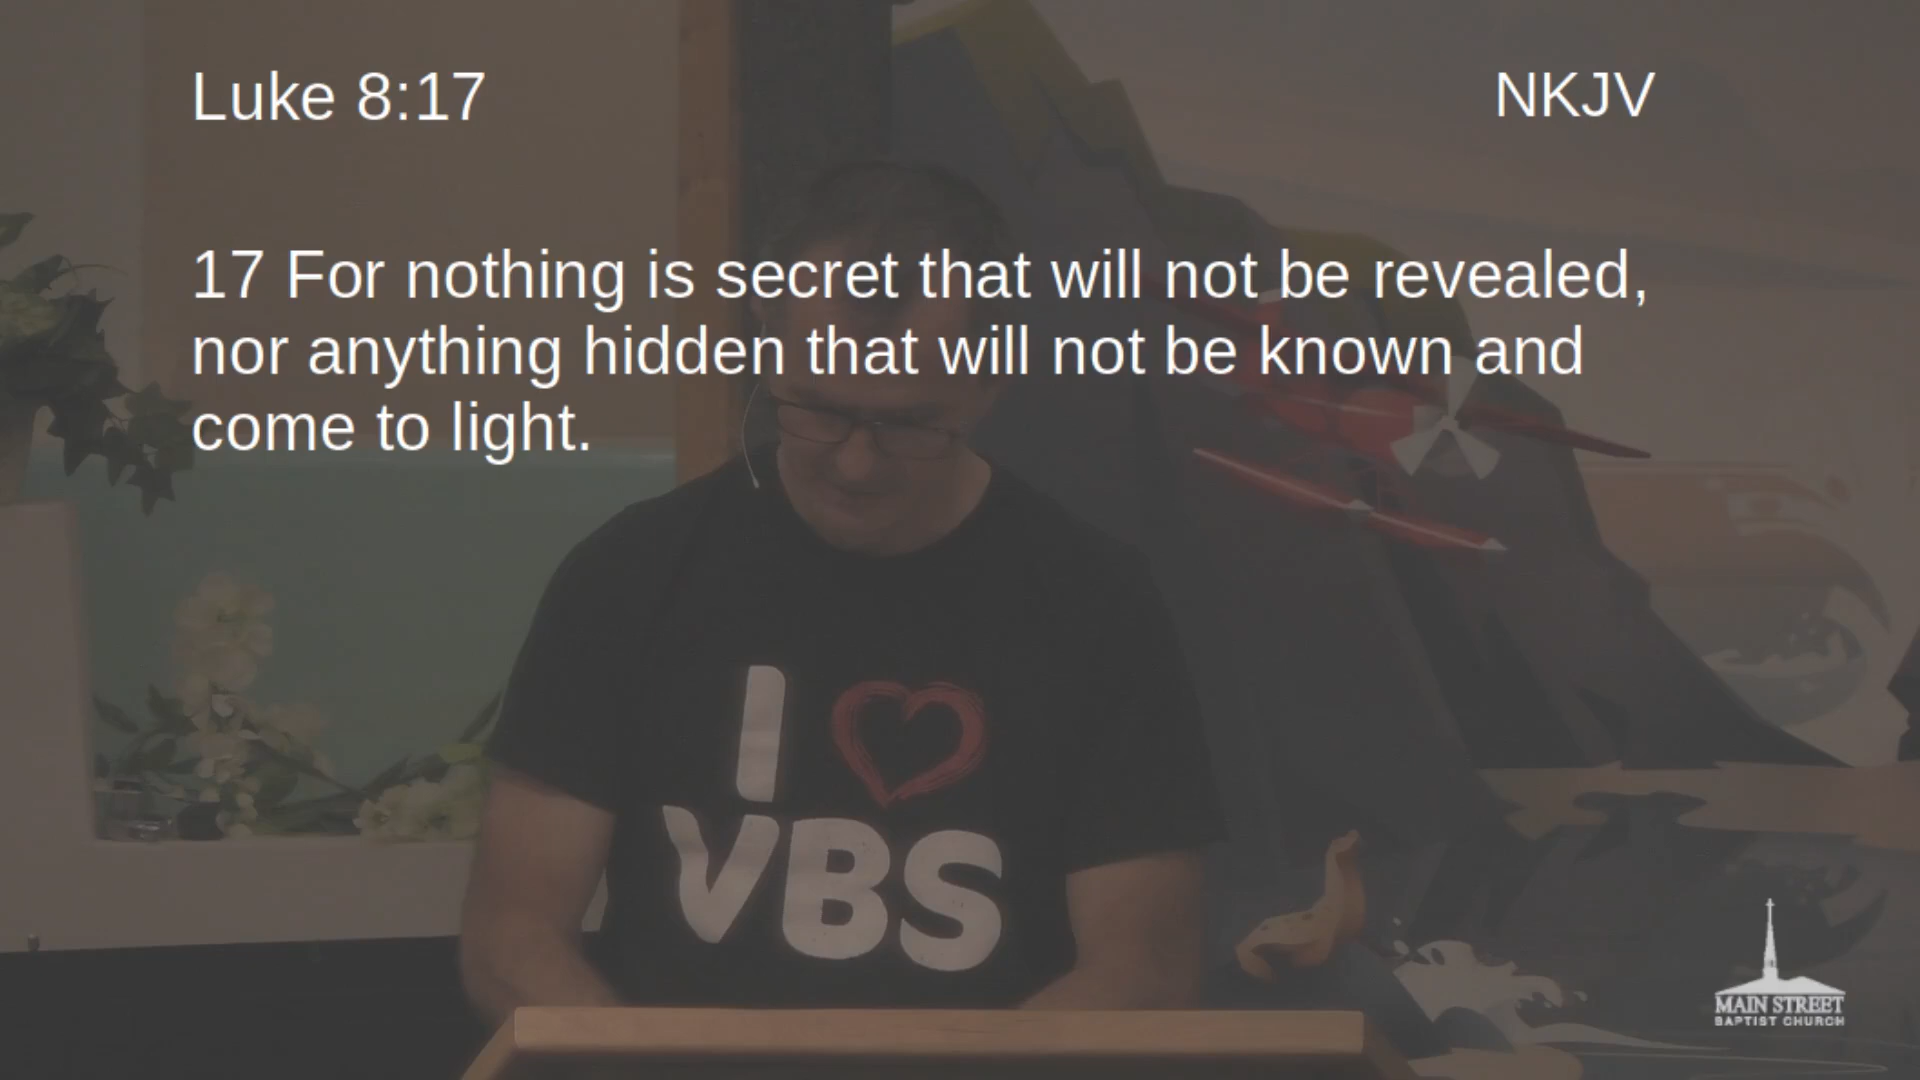 Luke 8:17
NKJV
17 For nothing is secret that will not be revealed,
nor anything hidden that will not be known and
come to light.
I
VBS
MAIN STREET
BAPTIST CHURCH